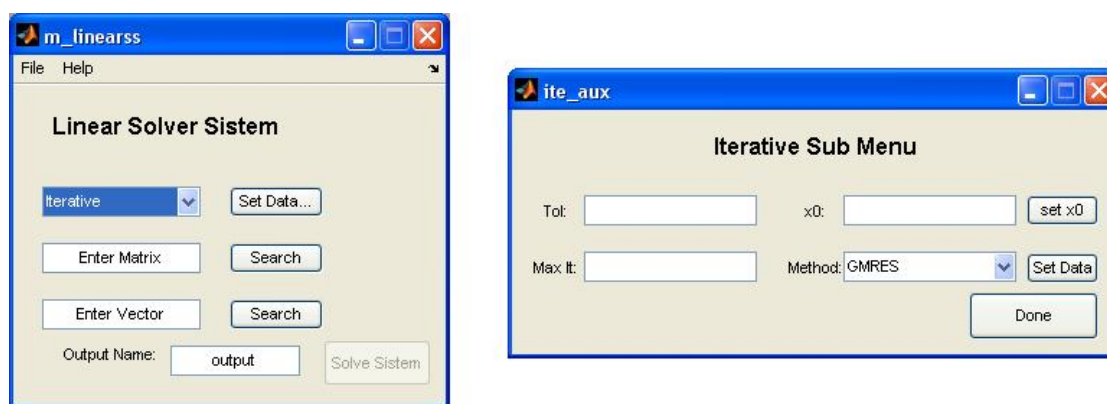 m_linearss
File Help
Linear Solver Sistem
Iterative
Set Data...
Enter Matrix
Search
Enter Vector
Search
Output Name:
output
Solve Sistem
ite_aux
Iterative Sub Menu
Tol:
x0:
set x0
Max It:
Method:
GMRES
Set Data
Done